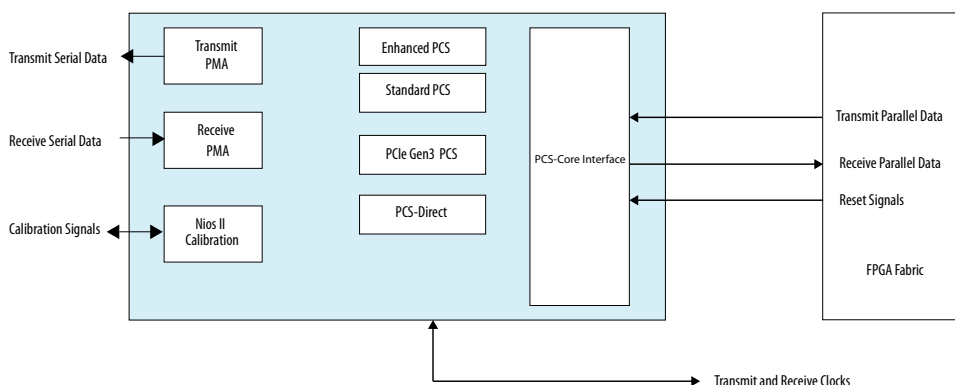 Transmit Serial Data
Transmit
PMA
Enhanced PCS
Standard PCS
Receive Serial Data
Receive
PMA
PCIe Gen3 PCS
PCS-Direct
Calibration Signals
Nios II
Calibration
PCS-Core Interface
Transmit Parallel Data
Receive Parallel Data
Reset Signals
FPGA Fabric
Transmit and Receive Clocks